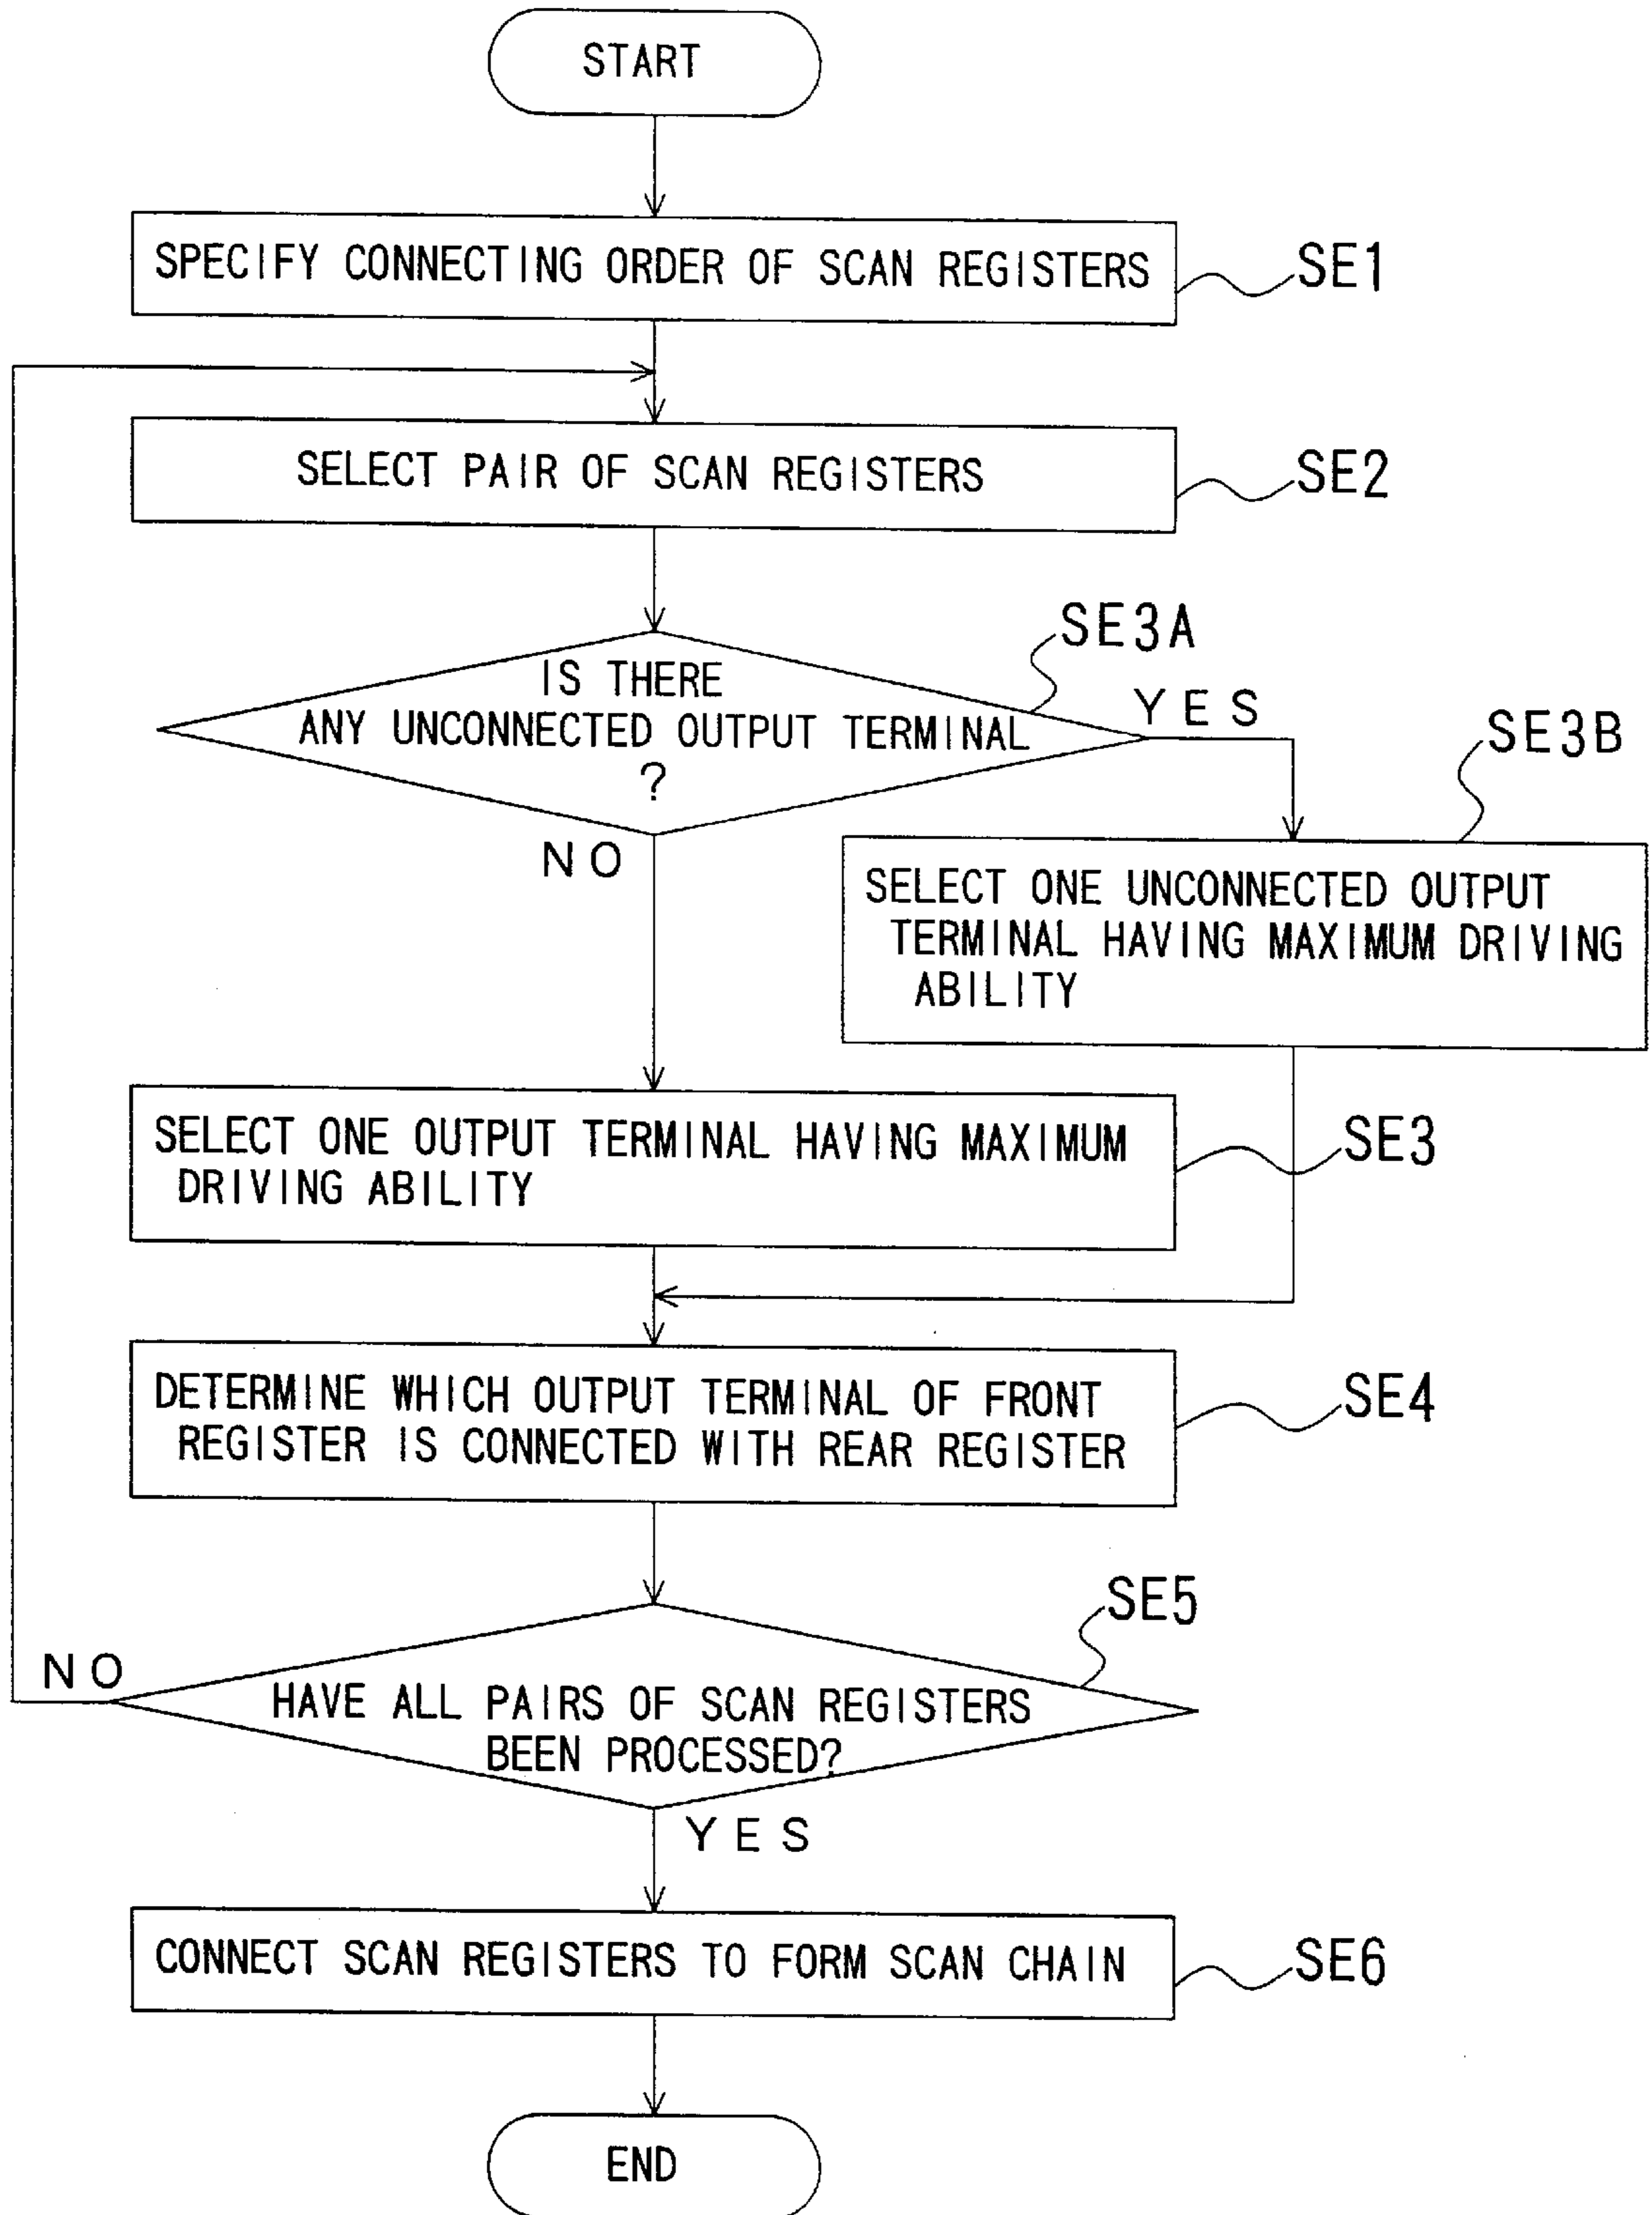 START
SPECIFY CONNECTING ORDER OF SCAN REGISTERS
SE1
SELECT PAIR OF SCAN REGISTERS
SE2
SE3A
IS THERE
ANY UNCONNECTED OUTPUT TERMINAL
?
YES
SE3B
NO
SELECT ONE UNCONNECTED OUTPUT
TERMINAL HAVING MAXIMUM DRIVING
ABILITY
SELECT ONE OUTPUT TERMINAL HAVING MAXIMUM
DRIVING ABILITY
SE3
DETERMINE WHICH OUTPUT TERMINAL OF FRONT
REGISTER IS CONNECTED WITH REAR REGISTER
SE4
SE5
NO
HAVE ALL PAIRS OF SCAN REGISTERS
BEEN PROCESSED?
YES
CONNECT SCAN REGISTERS TO FORM SCAN CHAIN
SE6
END